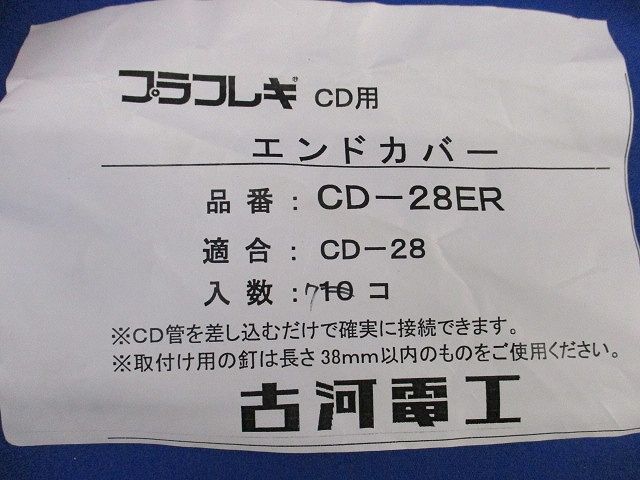 プラフレキ® CD用
エンドカバー
品番：CD－28ER
適合：CD－28
入数：7 10 コ
※CD管を差し込むだけで確実に接続できます。
※取付け用の釘は長さ38mm以内のものをご使用ください。
古河電工